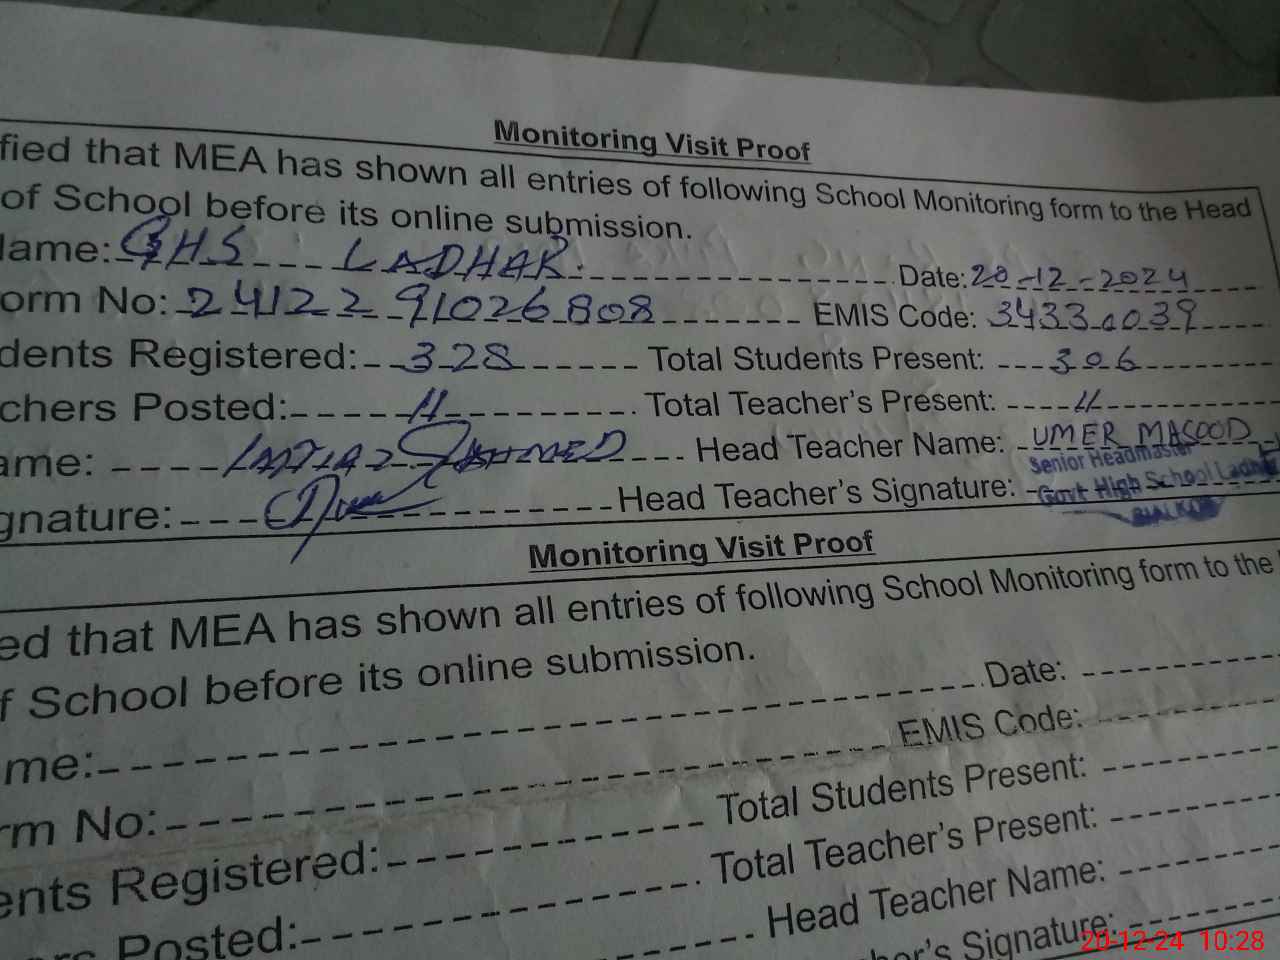 Monitoring Visit Proof
fied that MEA has shown all entries of following School Monitoring form to the Head
of School before its online submission.
lame: GHS LADHAR. Date: 20-12-2024
orm No: 24122 91026808 EMIS Code: 34330039
dents Registered: 328 Total Students Present: 306
chers Posted: 11 Total Teacher's Present: 11
ame: IMTIAZ AHMED Head Teacher Name: UMER MASOOD
Senior Headmaster
gnature: Head Teacher's Signature: Govt High School Ladhar
Monitoring Visit Proof
ed that MEA has shown all entries of following School Monitoring form to the
f School before its online submission.
me: Date:
rm No: EMIS Code:
ents Registered: Total Students Present:
ers Posted: Total Teacher's Present:
Head Teacher Name:
her's Signature:
20-12-24 10:28